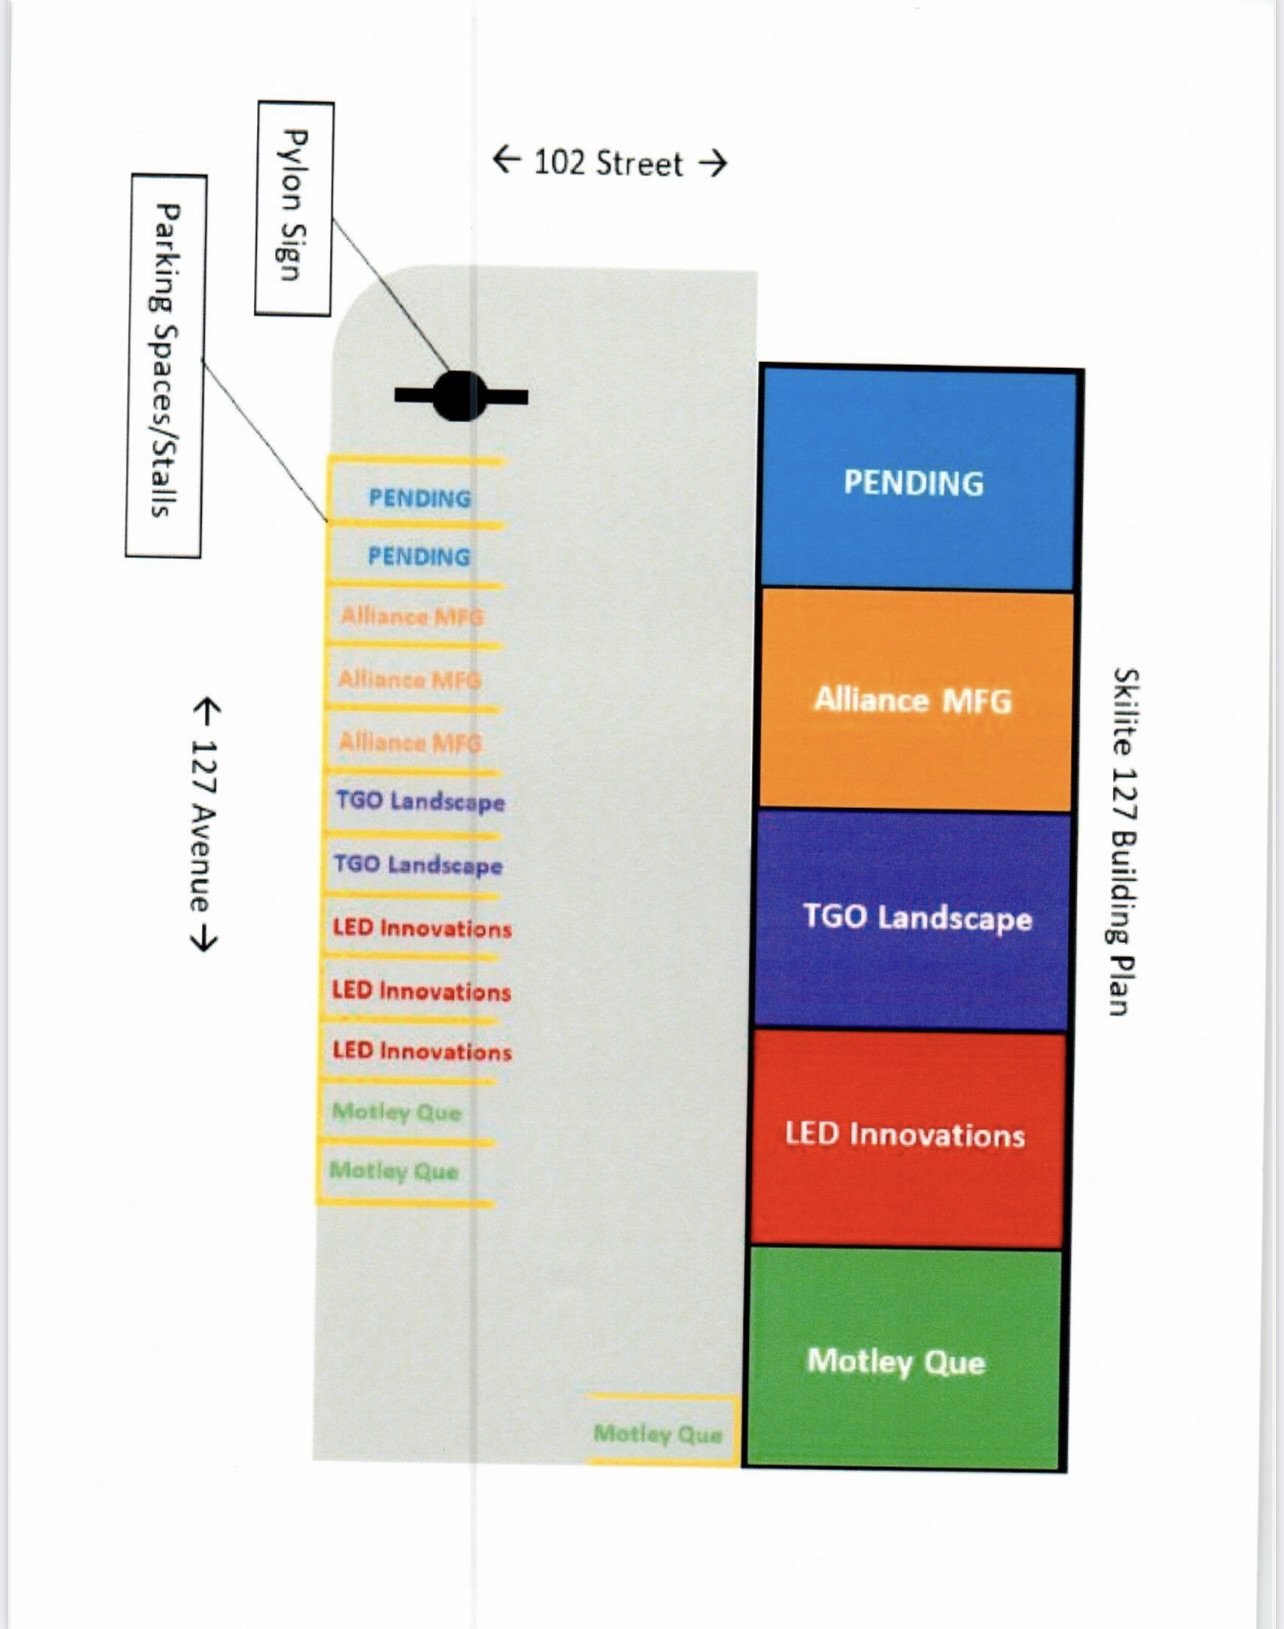 ← 102 Street →
Pylon Sign
Parking Spaces/Stalls
← 127 Avenue →
PENDING
PENDING
Alliance MFG
Alliance MFG
Alliance MFG
TGO Landscape
TGO Landscape
LED Innovations
LED Innovations
LED Innovations
Motley Que
Motley Que
Motley Que
PENDING
Alliance MFG
TGO Landscape
LED Innovations
Motley Que
Skilite 127 Building Plan